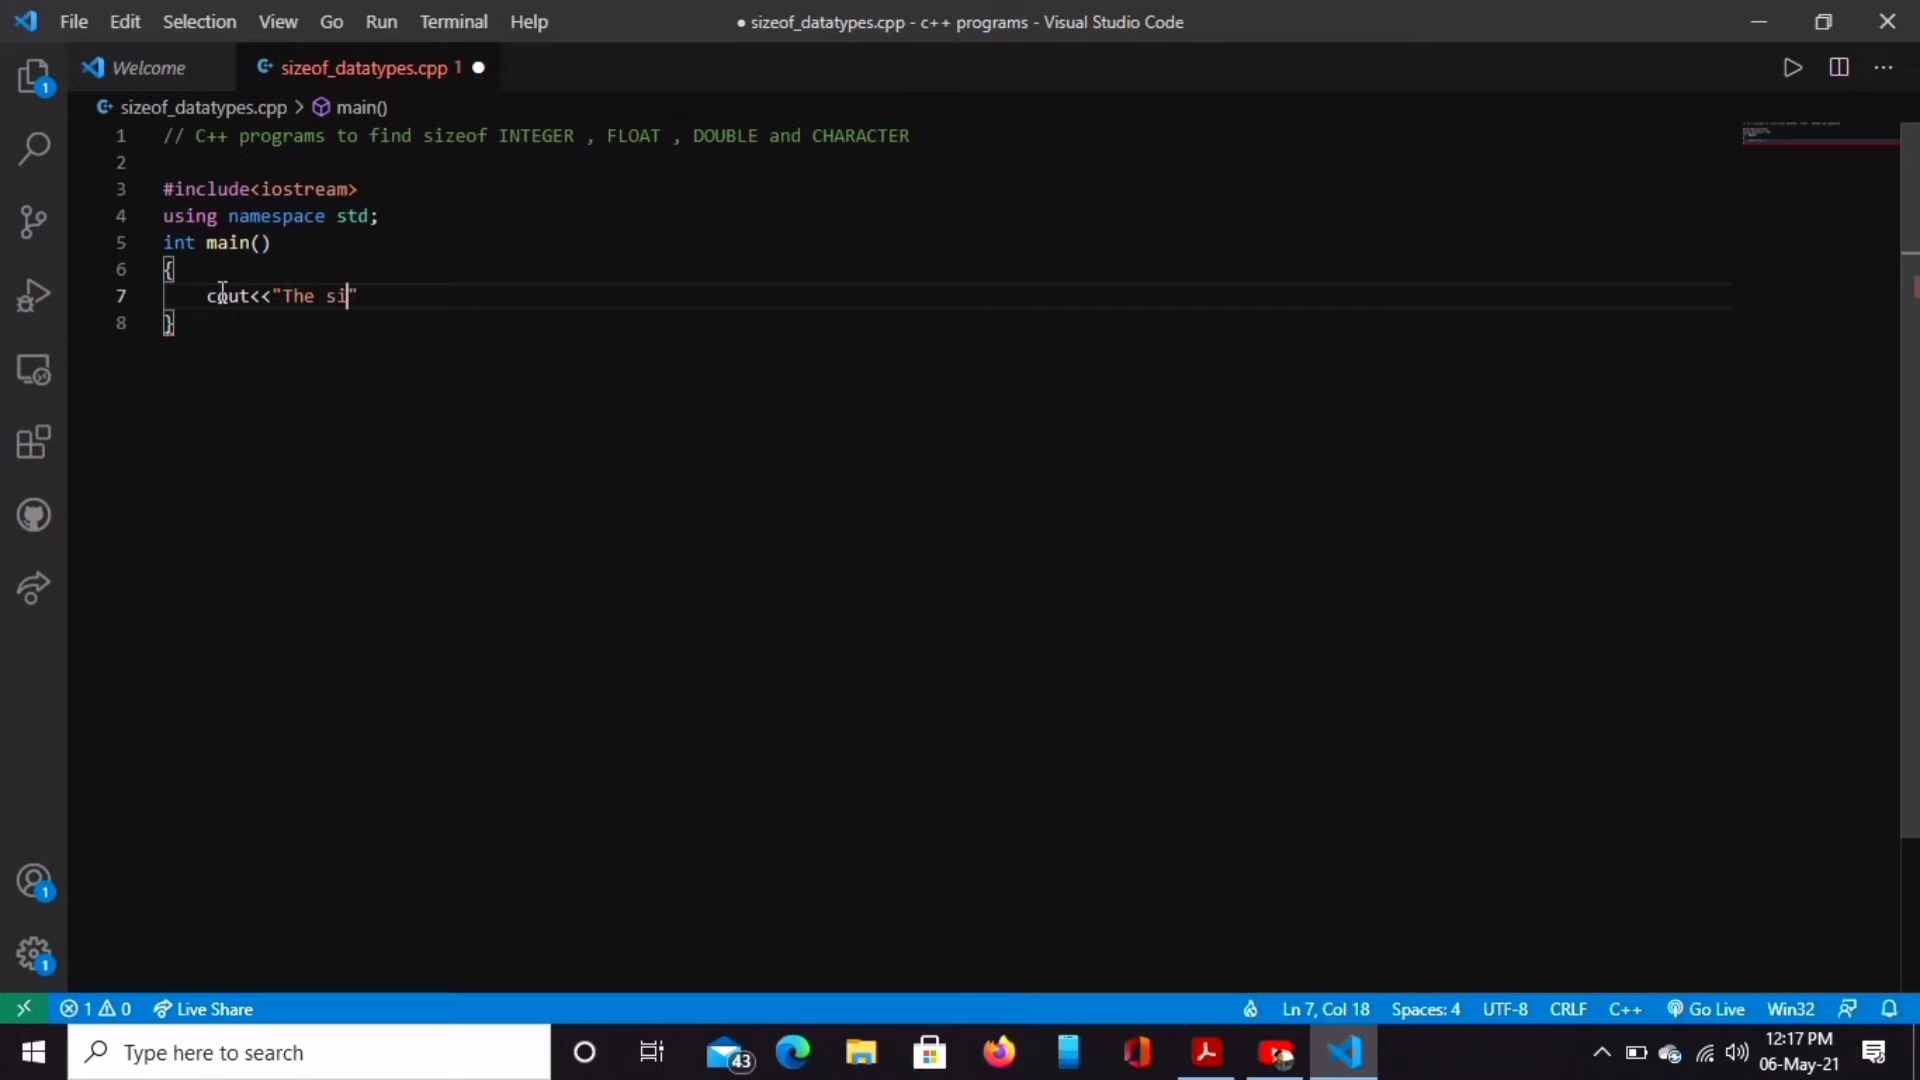 File Edit Selection View Go Run Terminal Help
● sizeof_datatypes.cpp - c++ programs - Visual Studio Code
Welcome
sizeof_datatypes.cpp 1 ●
sizeof_datatypes.cpp > main()
1 // C++ programs to find sizeof INTEGER , FLOAT , DOUBLE and CHARACTER
2
3 #include<iostream>
4 using namespace std;
5 int main()
6 {
7 cout<<"The si"
8 }
1
1
1
1 0 Live Share
Ln 7, Col 18 Spaces: 4 UTF-8 CRLF C++ Go Live Win32
Type here to search
43
12:17 PM
06-May-21